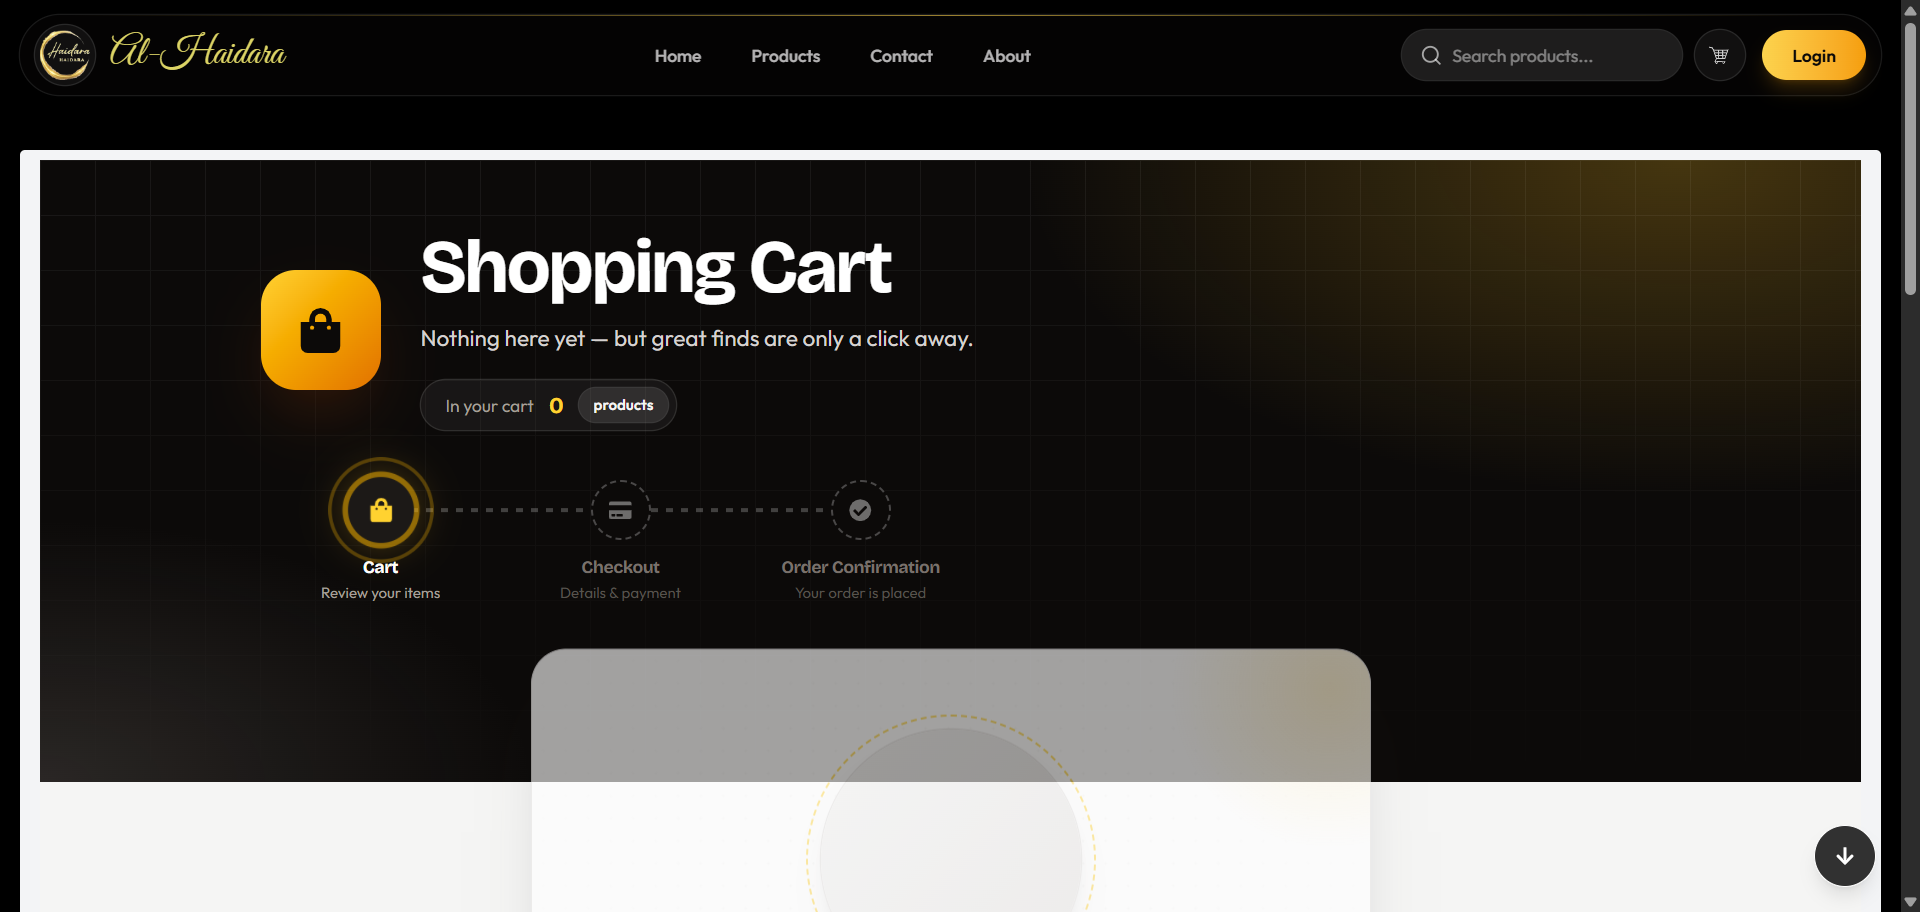 Haidara
HAIDARA
Al-Haidara
Home
Products
Contact
About
Search products...
Login
Shopping Cart
Nothing here yet — but great finds are only a click away.
In your cart 0 products
Cart
Review your items
Checkout
Details & payment
Order Confirmation
Your order is placed